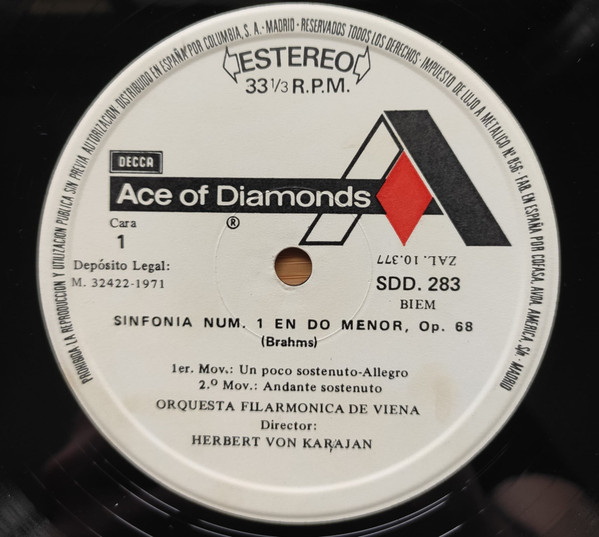 PROHIBIDA LA REPRODUCCION Y UTILIZACION PUBLICA SIN PREVIA AUTORIZACION. DISTRIBUIDO EN ESPAÑA POR COLUMBIA, S. A. - MADRID - RESERVADOS TODOS LOS DERECHOS. IMPUESTO DE LUJO A METALICO Nº 856 - FAB. EN ESPAÑA POR COFASA, AVDA. AMERICA, S/n - MADRID
ESTEREO
33 1/3 R.P.M.
DECCA
Ace of Diamonds
Cara
1
®
ZAL. 10.377
Depósito Legal:
M. 32422-1971
SDD. 283
BIEM
SINFONIA NUM. 1 EN DO MENOR, Op. 68
(Brahms)
1er. Mov.: Un poco sostenuto-Allegro
2.º Mov.: Andante sostenuto
ORQUESTA FILARMONICA DE VIENA
Director:
HERBERT VON KARAJAN